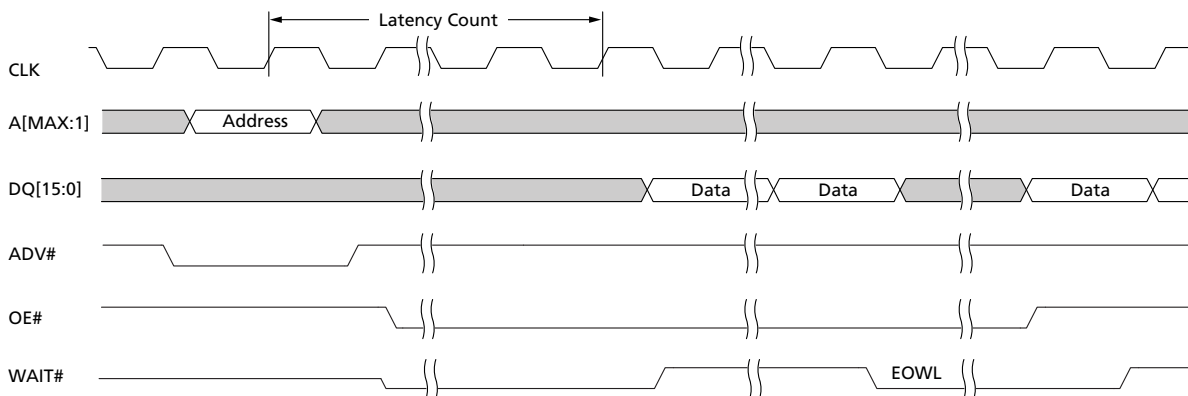 Latency Count
CLK
A[MAX:1] Address
DQ[15:0] Data Data Data
ADV#
OE#
WAIT# EOWL